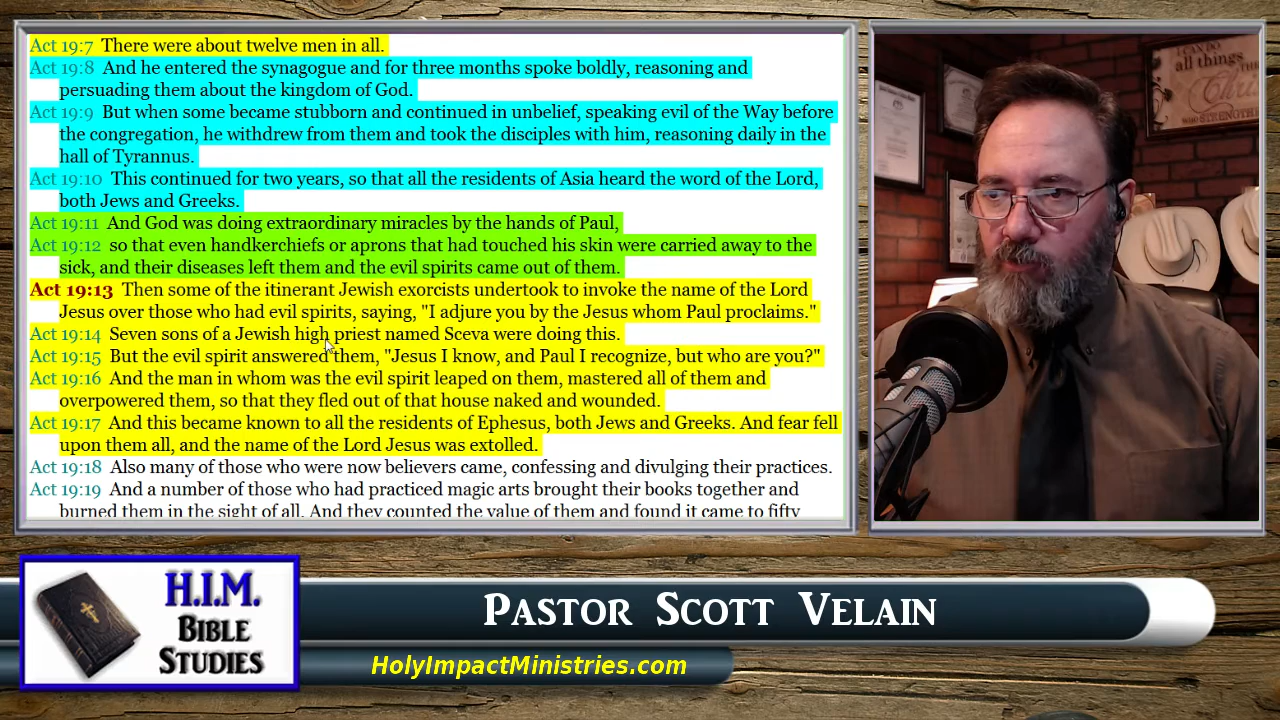 Act 19:7 There were about twelve men in all.
Act 19:8 And he entered the synagogue and for three months spoke boldly, reasoning and
persuading them about the kingdom of God.
Act 19:9 But when some became stubborn and continued in unbelief, speaking evil of the Way before
the congregation, he withdrew from them and took the disciples with him, reasoning daily in the
hall of Tyrannus.
Act 19:10 This continued for two years, so that all the residents of Asia heard the word of the Lord,
both Jews and Greeks.
Act 19:11 And God was doing extraordinary miracles by the hands of Paul,
Act 19:12 so that even handkerchiefs or aprons that had touched his skin were carried away to the
sick, and their diseases left them and the evil spirits came out of them.
Act 19:13 Then some of the itinerant Jewish exorcists undertook to invoke the name of the Lord
Jesus over those who had evil spirits, saying, "I adjure you by the Jesus whom Paul proclaims."
Act 19:14 Seven sons of a Jewish high priest named Sceva were doing this.
Act 19:15 But the evil spirit answered them, "Jesus I know, and Paul I recognize, but who are you?"
Act 19:16 And the man in whom was the evil spirit leaped on them, mastered all of them and
overpowered them, so that they fled out of that house naked and wounded.
Act 19:17 And this became known to all the residents of Ephesus, both Jews and Greeks. And fear fell
upon them all, and the name of the Lord Jesus was extolled.
Act 19:18 Also many of those who were now believers came, confessing and divulging their practices.
Act 19:19 And a number of those who had practiced magic arts brought their books together and
burned them in the sight of all. And they counted the value of them and found it came to fifty
I CAN DO
all things
Christ
STRENGTHENS
H.I.M.
BIBLE
STUDIES
PASTOR SCOTT VELAIN
HolyImpactMinistries.com